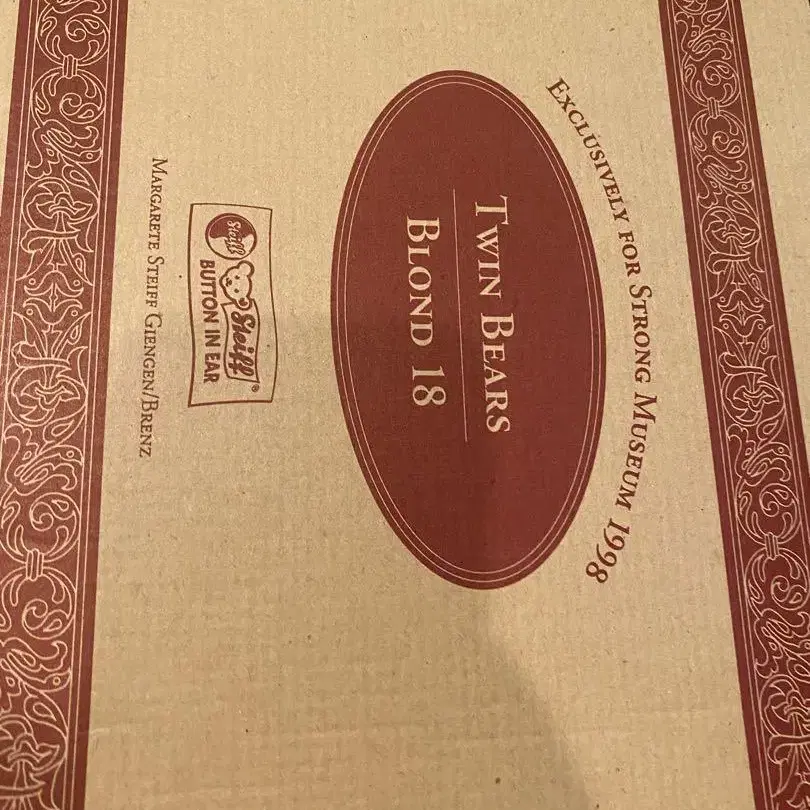 EXCLUSIVELY FOR STRONG MUSEUM 1998
TWIN BEARS
BLOND 18
Steiff
Steiff®
BUTTON IN EAR
MARGARETE STEIFF GIENGEN/BRENZ